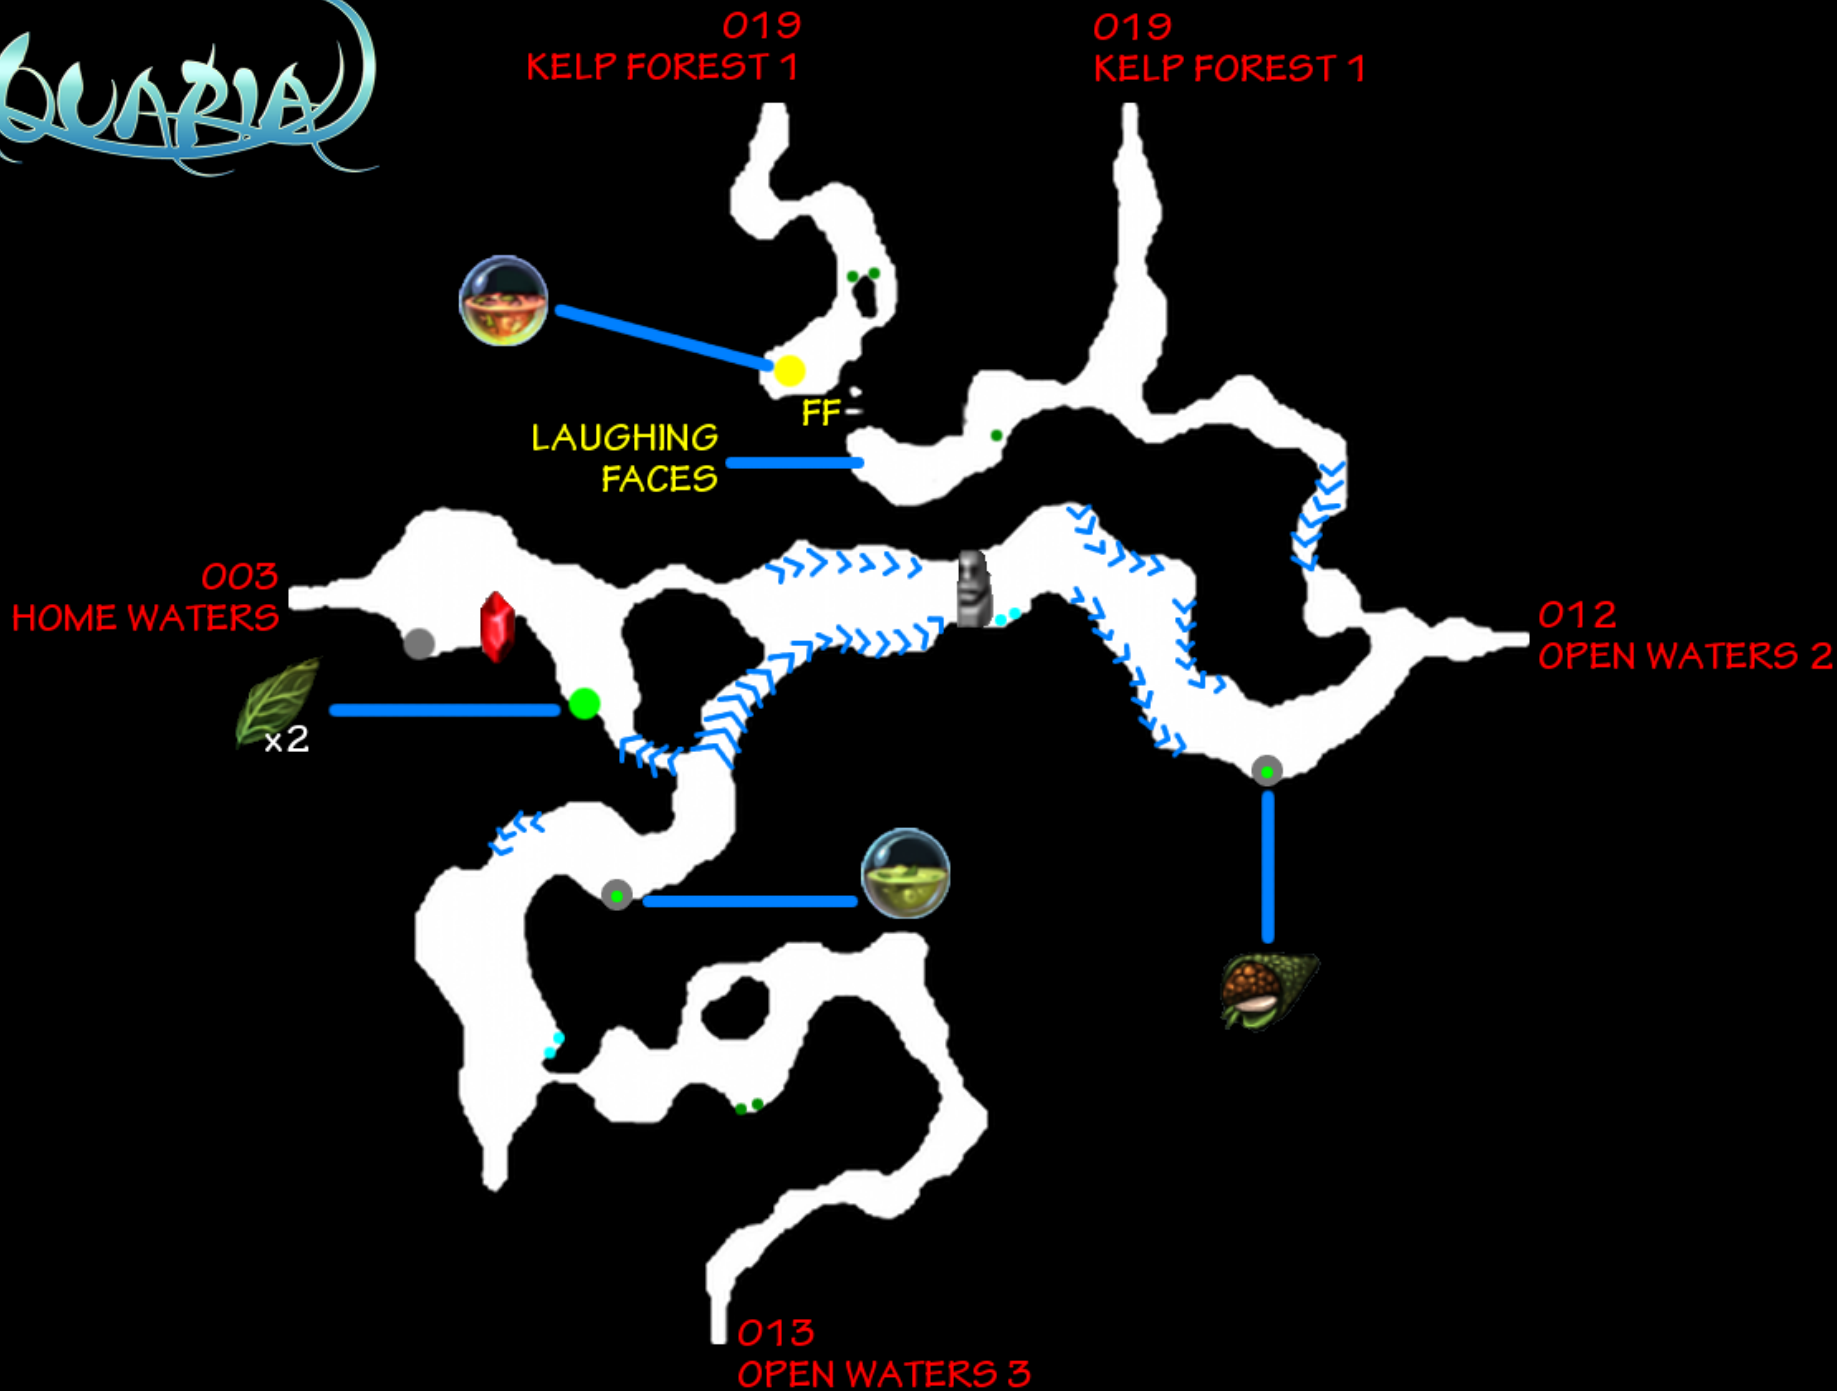 QUARIA
019
KELP FOREST 1
019
KELP FOREST 1
FF
LAUGHING
FACES
003
HOME WATERS
012
OPEN WATERS 2
x2
013
OPEN WATERS 3